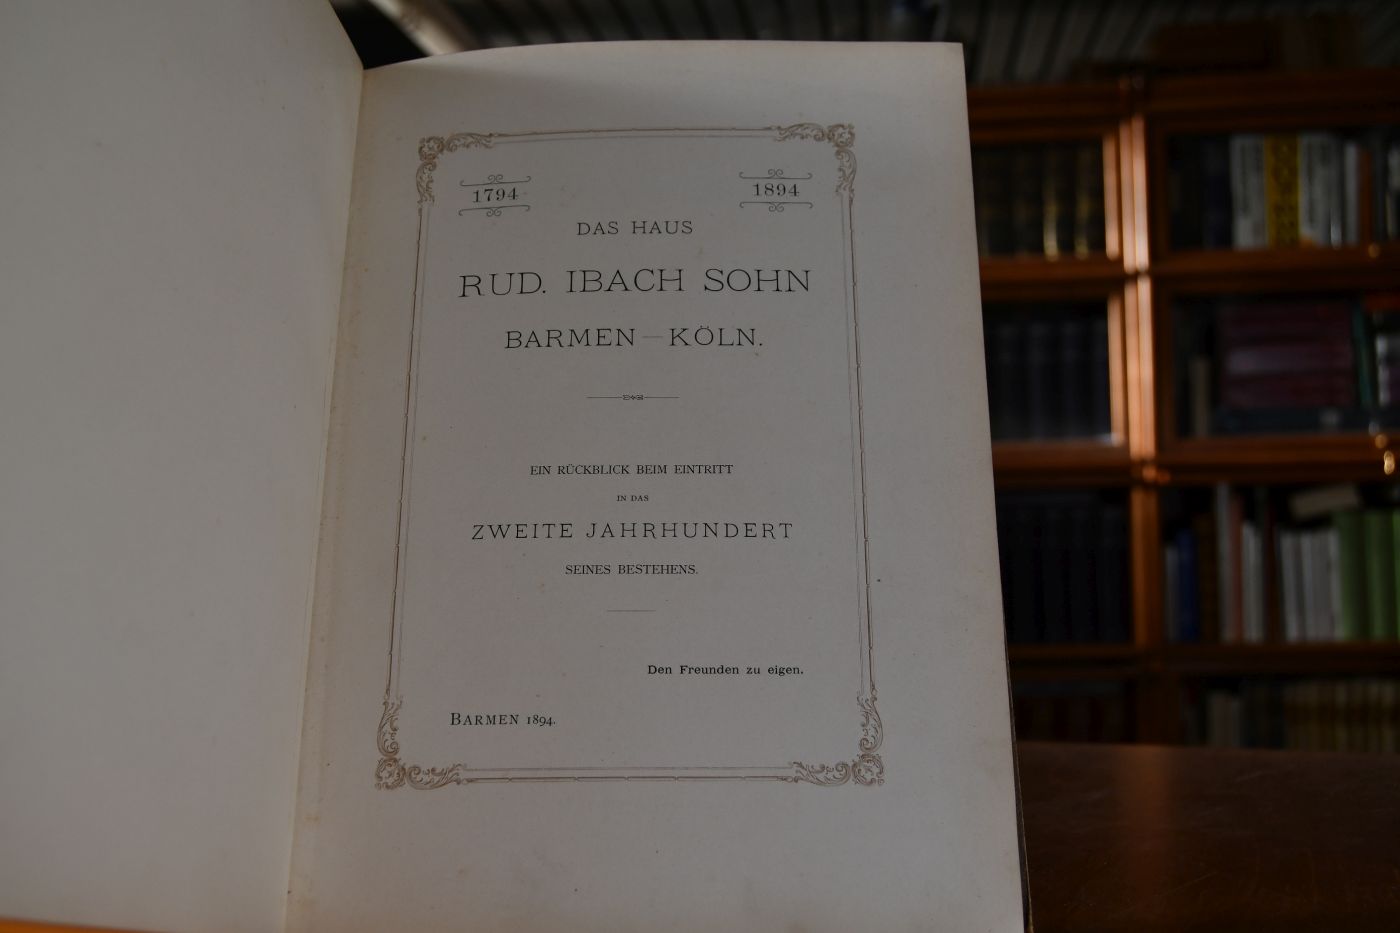 1794
1894
DAS HAUS
RUD. IBACH SOHN
BARMEN — KÖLN.
EIN RÜCKBLICK BEIM EINTRITT
IN DAS
ZWEITE JAHRHUNDERT
SEINES BESTEHENS.
Den Freunden zu eigen.
BARMEN 1894.